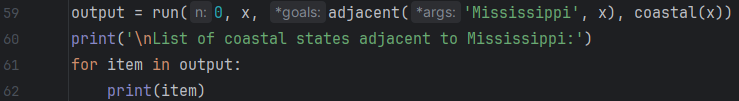 59 output = run( n: 0, x, *goals: adjacent( *args: 'Mississippi', x), coastal(x))
60 print('\nList of coastal states adjacent to Mississippi:')
61 for item in output:
62 print(item)